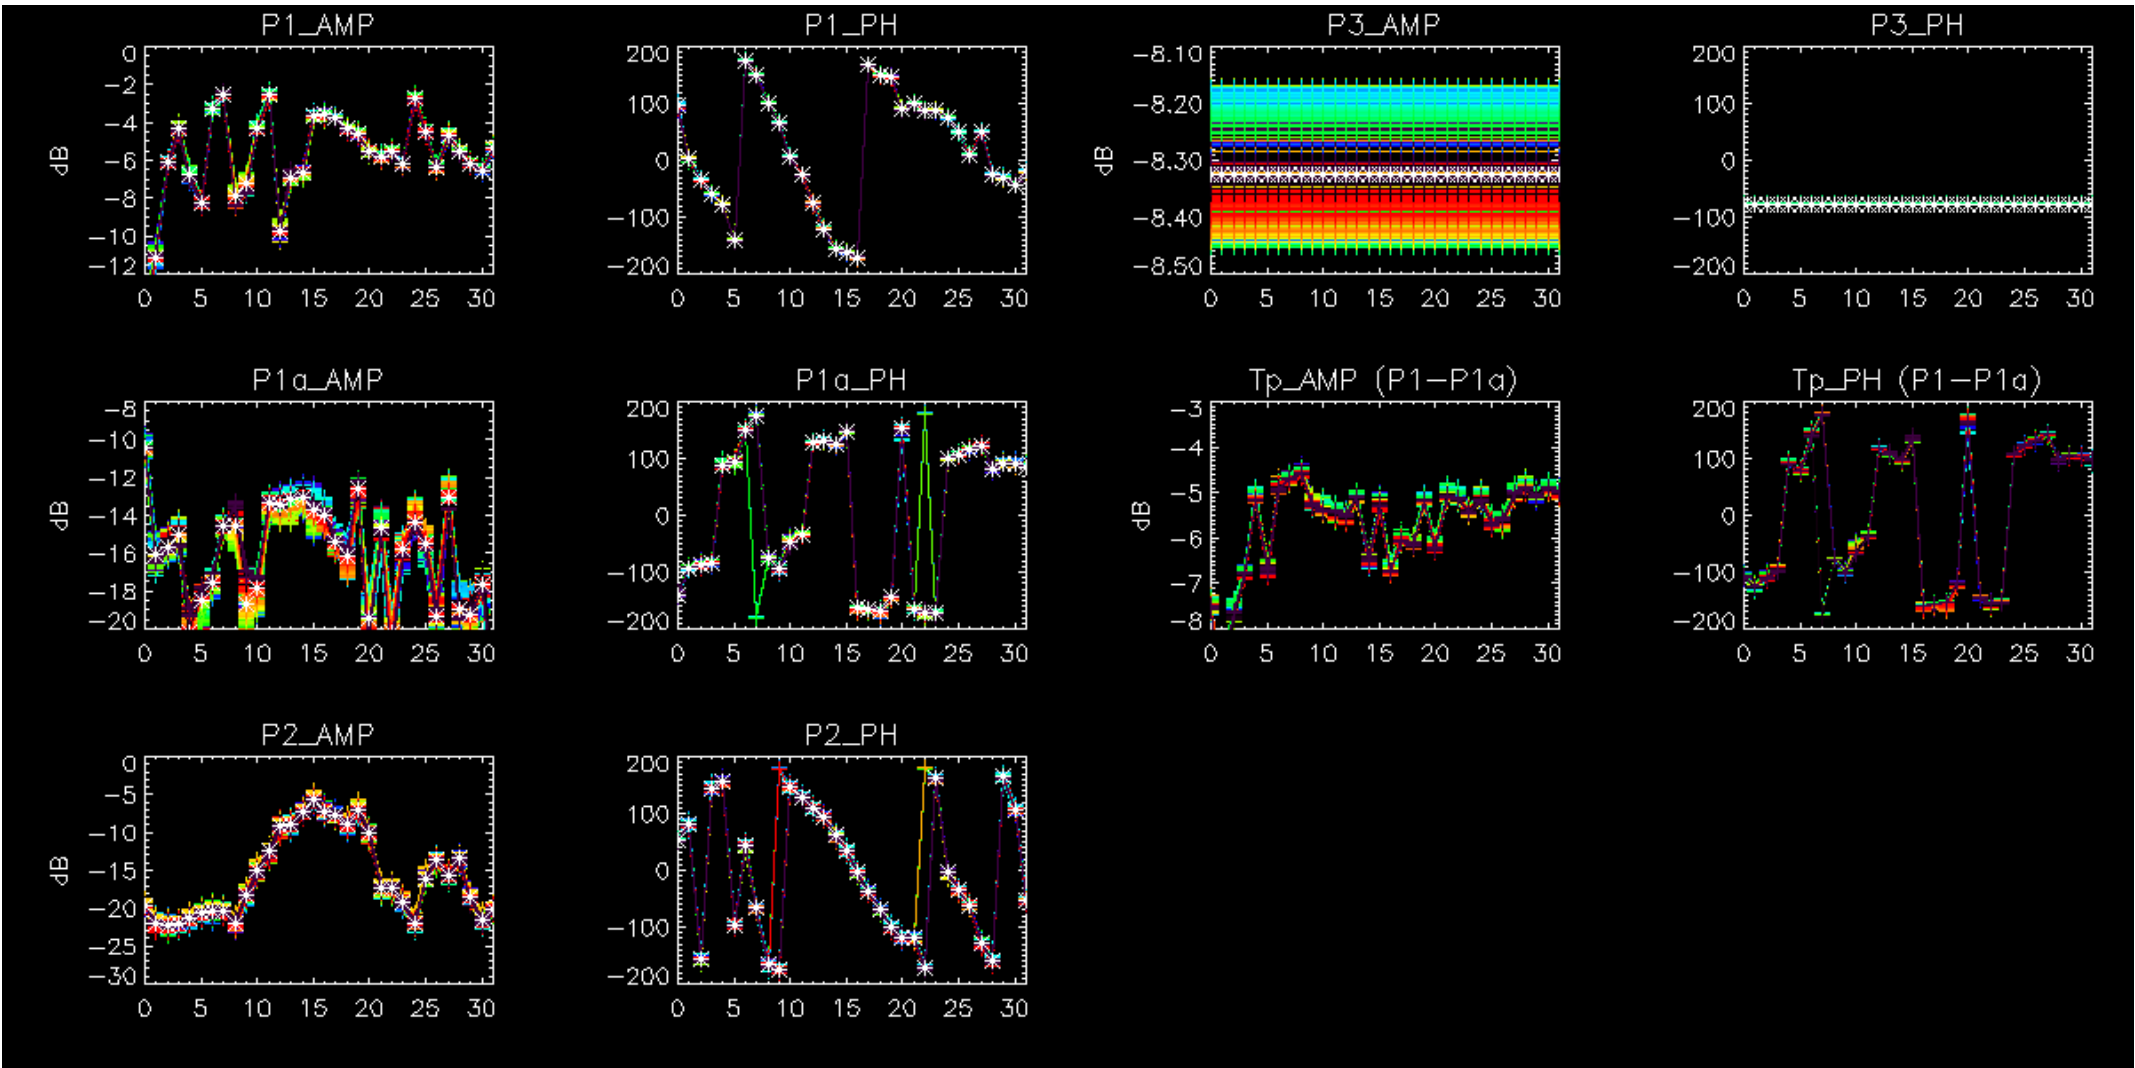 P1_AMP
dB
0
−2
−4
−6
−8
−10
−12
0 5 10 15 20 25 30
P1_PH
200
100
0
−100
−200
0 5 10 15 20 25 30
P3_AMP
dB
−8.10
−8.20
−8.30
−8.40
−8.50
0 5 10 15 20 25 30
P3_PH
200
100
0
−100
−200
0 5 10 15 20 25 30
P1a_AMP
dB
−8
−10
−12
−14
−16
−18
−20
0 5 10 15 20 25 30
P1a_PH
200
100
0
−100
−200
0 5 10 15 20 25 30
Tp_AMP (P1−P1a)
dB
−3
−4
−5
−6
−7
−8
0 5 10 15 20 25 30
Tp_PH (P1−P1a)
200
100
0
−100
−200
0 5 10 15 20 25 30
P2_AMP
dB
0
−5
−10
−15
−20
−25
−30
0 5 10 15 20 25 30
P2_PH
200
100
0
−100
−200
0 5 10 15 20 25 30